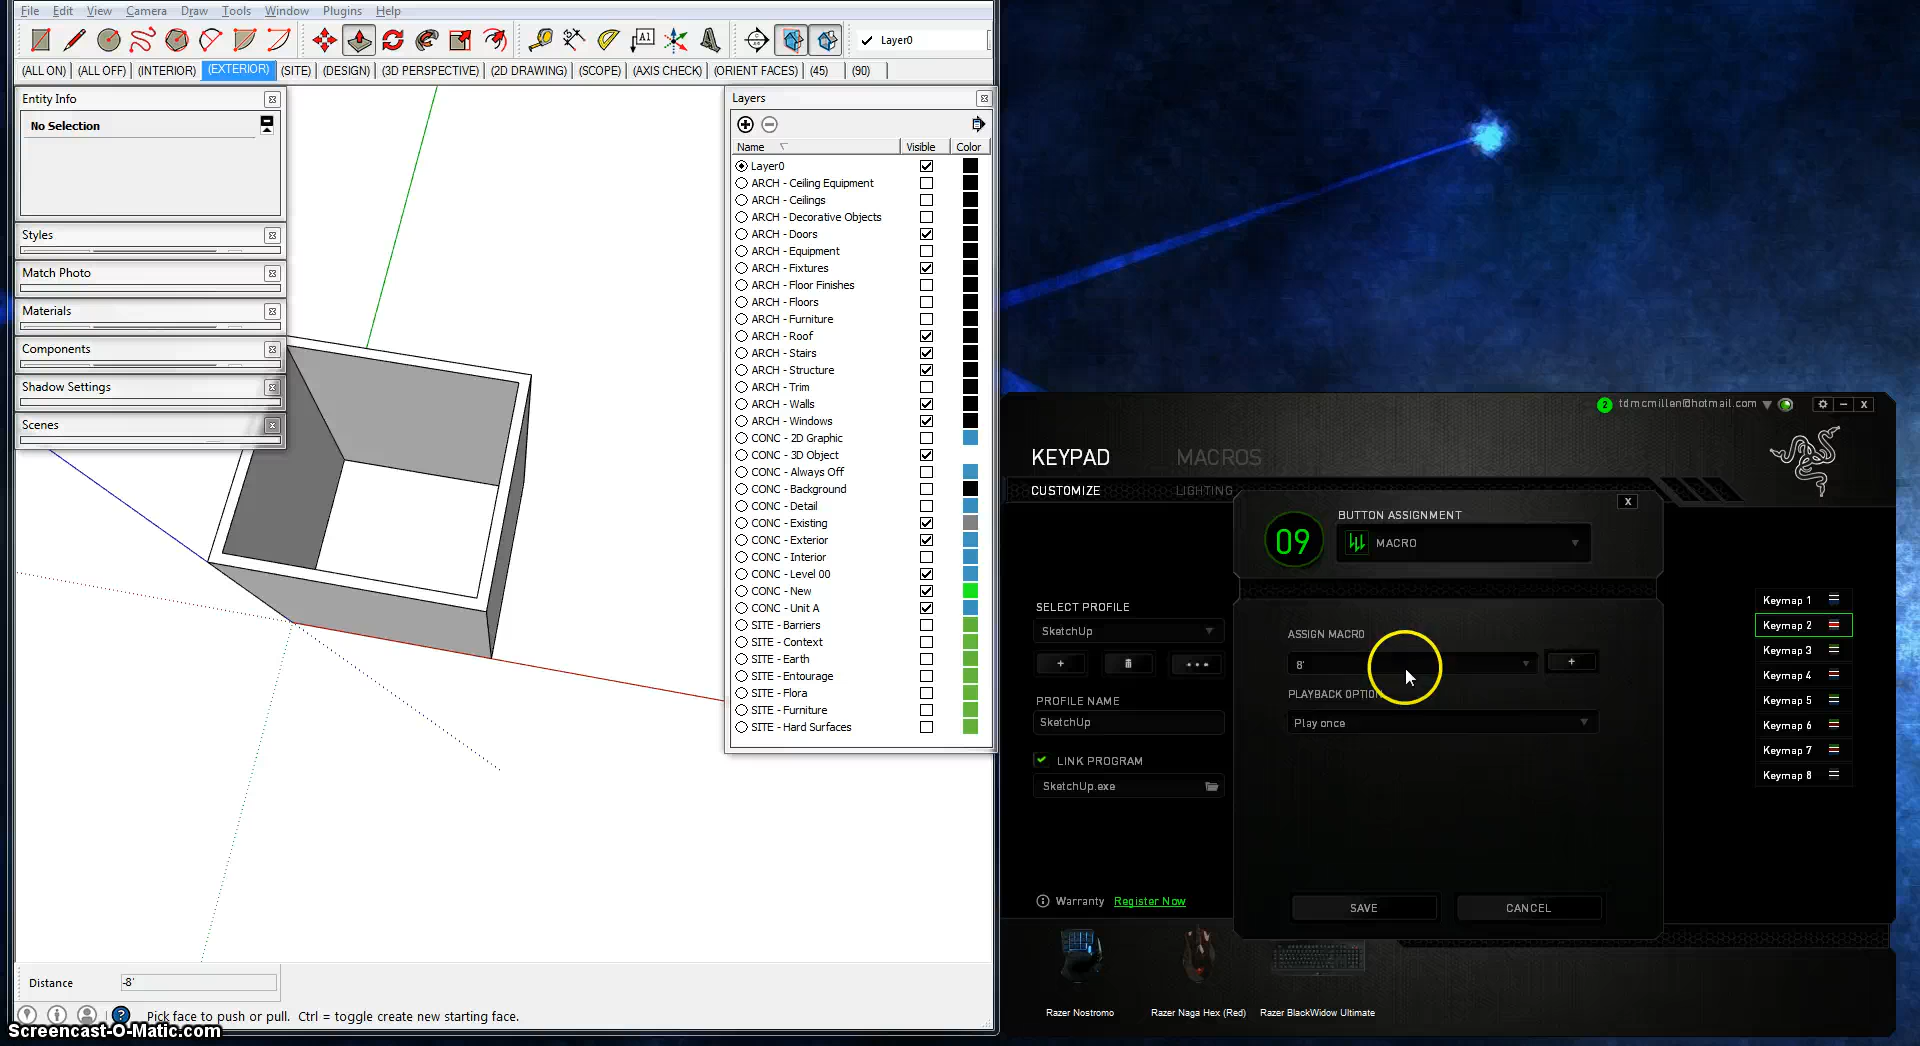 File Edit View Camera Draw Tools Window Plugins Help
A1
Layer0
(ALL ON) (ALL OFF) (INTERIOR) (EXTERIOR) (SITE) (DESIGN) (3D PERSPECTIVE) (2D DRAWING) (SCOPE) (AXIS CHECK) (ORIENT FACES) (45) (90)
Entity Info
No Selection
Styles
Match Photo
Materials
Components
Shadow Settings
Scenes
Layers
Name Visible Color
Layer0
ARCH - Ceiling Equipment
ARCH - Ceilings
ARCH - Decorative Objects
ARCH - Doors
ARCH - Equipment
ARCH - Fixtures
ARCH - Floor Finishes
ARCH - Floors
ARCH - Furniture
ARCH - Roof
ARCH - Stairs
ARCH - Structure
ARCH - Trim
ARCH - Walls
ARCH - Windows
CONC - 2D Graphic
CONC - 3D Object
CONC - Always Off
CONC - Background
CONC - Detail
CONC - Existing
CONC - Exterior
CONC - Interior
CONC - Level 00
CONC - New
CONC - Unit A
SITE - Barriers
SITE - Context
SITE - Earth
SITE - Entourage
SITE - Flora
SITE - Furniture
SITE - Hard Surfaces
Distance -8'
Pick face to push or pull. Ctrl = toggle create new starting face.
Screencast-O-Matic.com
2 tdmcmillen@hotmail.com
KEYPAD MACROS
CUSTOMIZE LIGHTING
09
BUTTON ASSIGNMENT
MACRO
SELECT PROFILE
SketchUp
PROFILE NAME
SketchUp
LINK PROGRAM
SketchUp.exe
ASSIGN MACRO
8'
PLAYBACK OPTION
Play once
SAVE CANCEL
Keymap 1
Keymap 2
Keymap 3
Keymap 4
Keymap 5
Keymap 6
Keymap 7
Keymap 8
Warranty Register Now
Razer Nostromo Razer Naga Hex (Red) Razer BlackWidow Ultimate